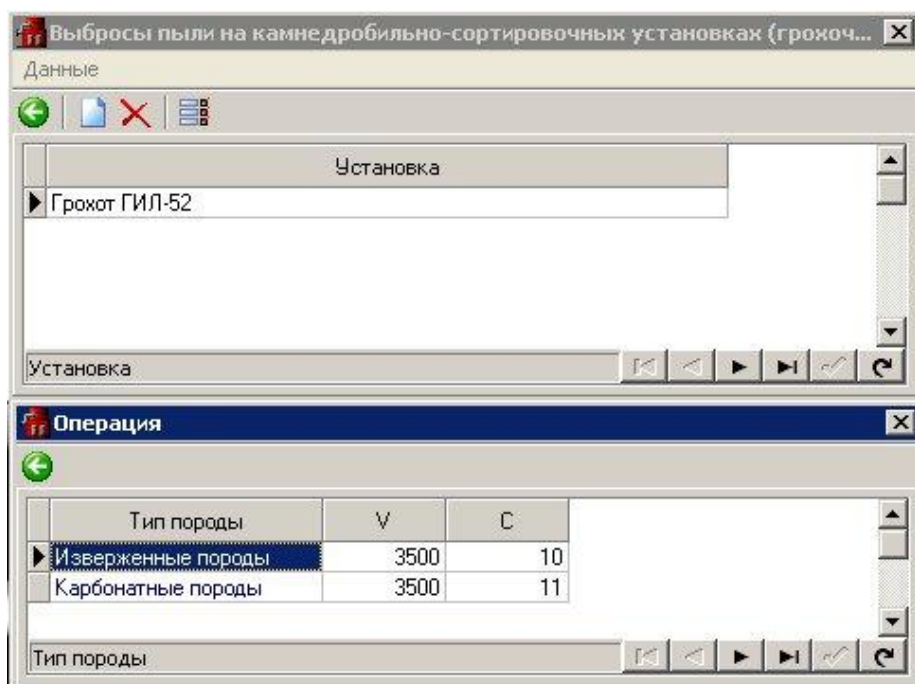 Выбросы пыли на камнедробильно-сортировочных установках (грохоч...
Данные
Установка
Грохот ГИЛ-52
Установка
Операция
Тип породы V C
Изверженные породы 3500 10
Карбонатные породы 3500 11
Тип породы